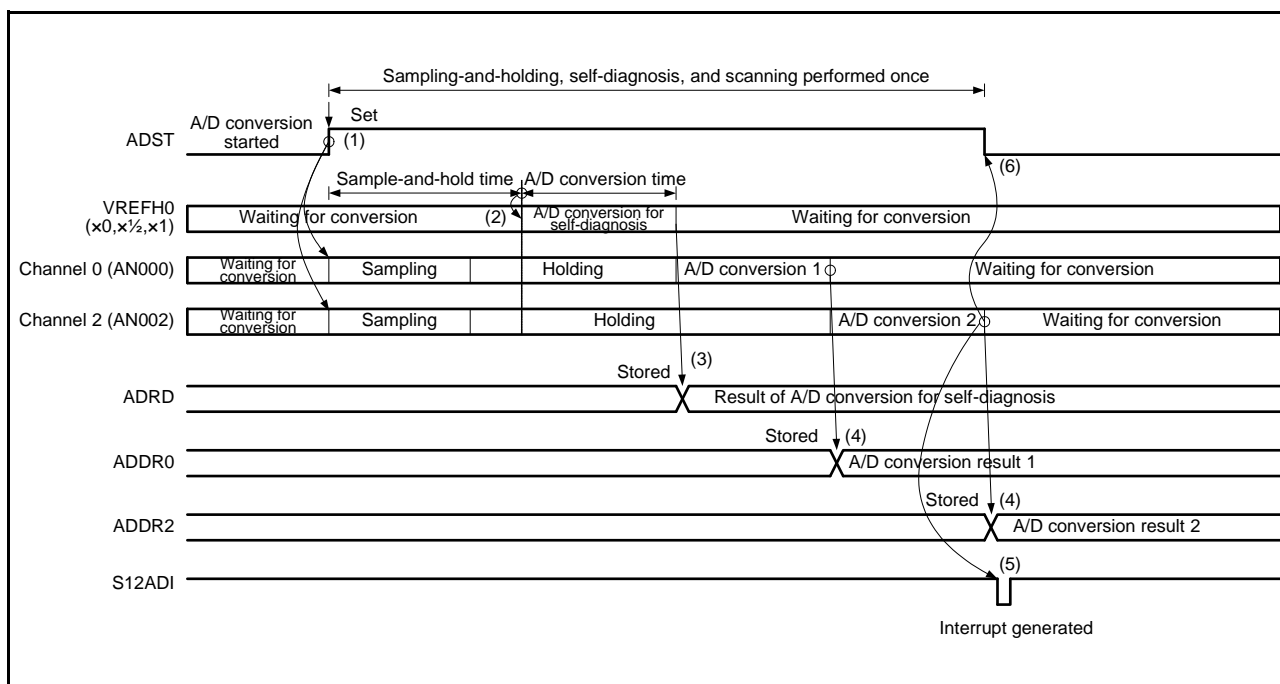 Sampling-and-holding, self-diagnosis, and scanning performed once
ADST
A/D conversion
started
Set
(1)
(6)
Sample-and-hold time
A/D conversion time
VREFH0
(×0,×½,×1)
Waiting for conversion
(2)
A/D conversion for
self-diagnosis
Waiting for conversion
Channel 0 (AN000)
Waiting for
conversion
Sampling
Holding
A/D conversion 1
Waiting for conversion
Channel 2 (AN002)
Waiting for
conversion
Sampling
Holding
A/D conversion 2
Waiting for conversion
Stored
(3)
ADRD
Result of A/D conversion for self-diagnosis
Stored
(4)
ADDR0
A/D conversion result 1
Stored
(4)
ADDR2
A/D conversion result 2
S12ADI
(5)
Interrupt generated